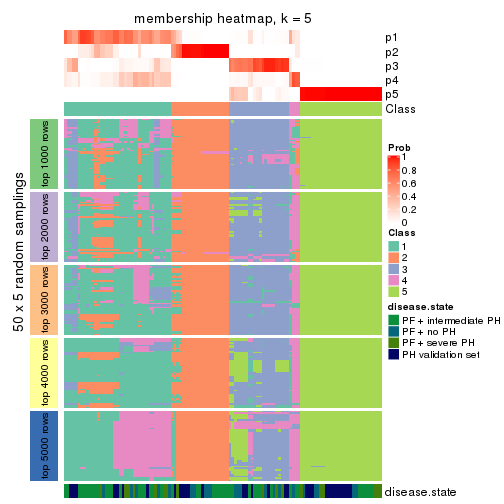 membership heatmap, k = 5
p1
p2
p3
p4
p5
Class
50 x 5 random samplings
top 1000 rows
top 2000 rows
top 3000 rows
top 4000 rows
top 5000 rows
disease.state
Prob
1
0.8
0.6
0.4
0.2
0
Class
1
2
3
4
5
disease.state
PF + intermediate PH
PF + no PH
PF + severe PH
PH validation set